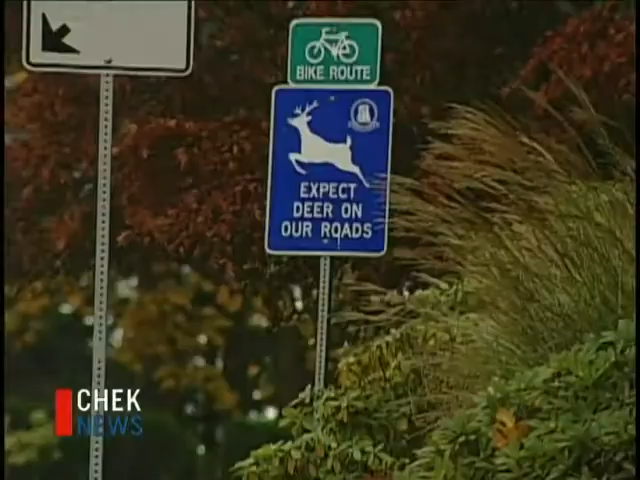 BIKE ROUTE
EXPECT
DEER ON
OUR ROADS
CHEK
NEWS